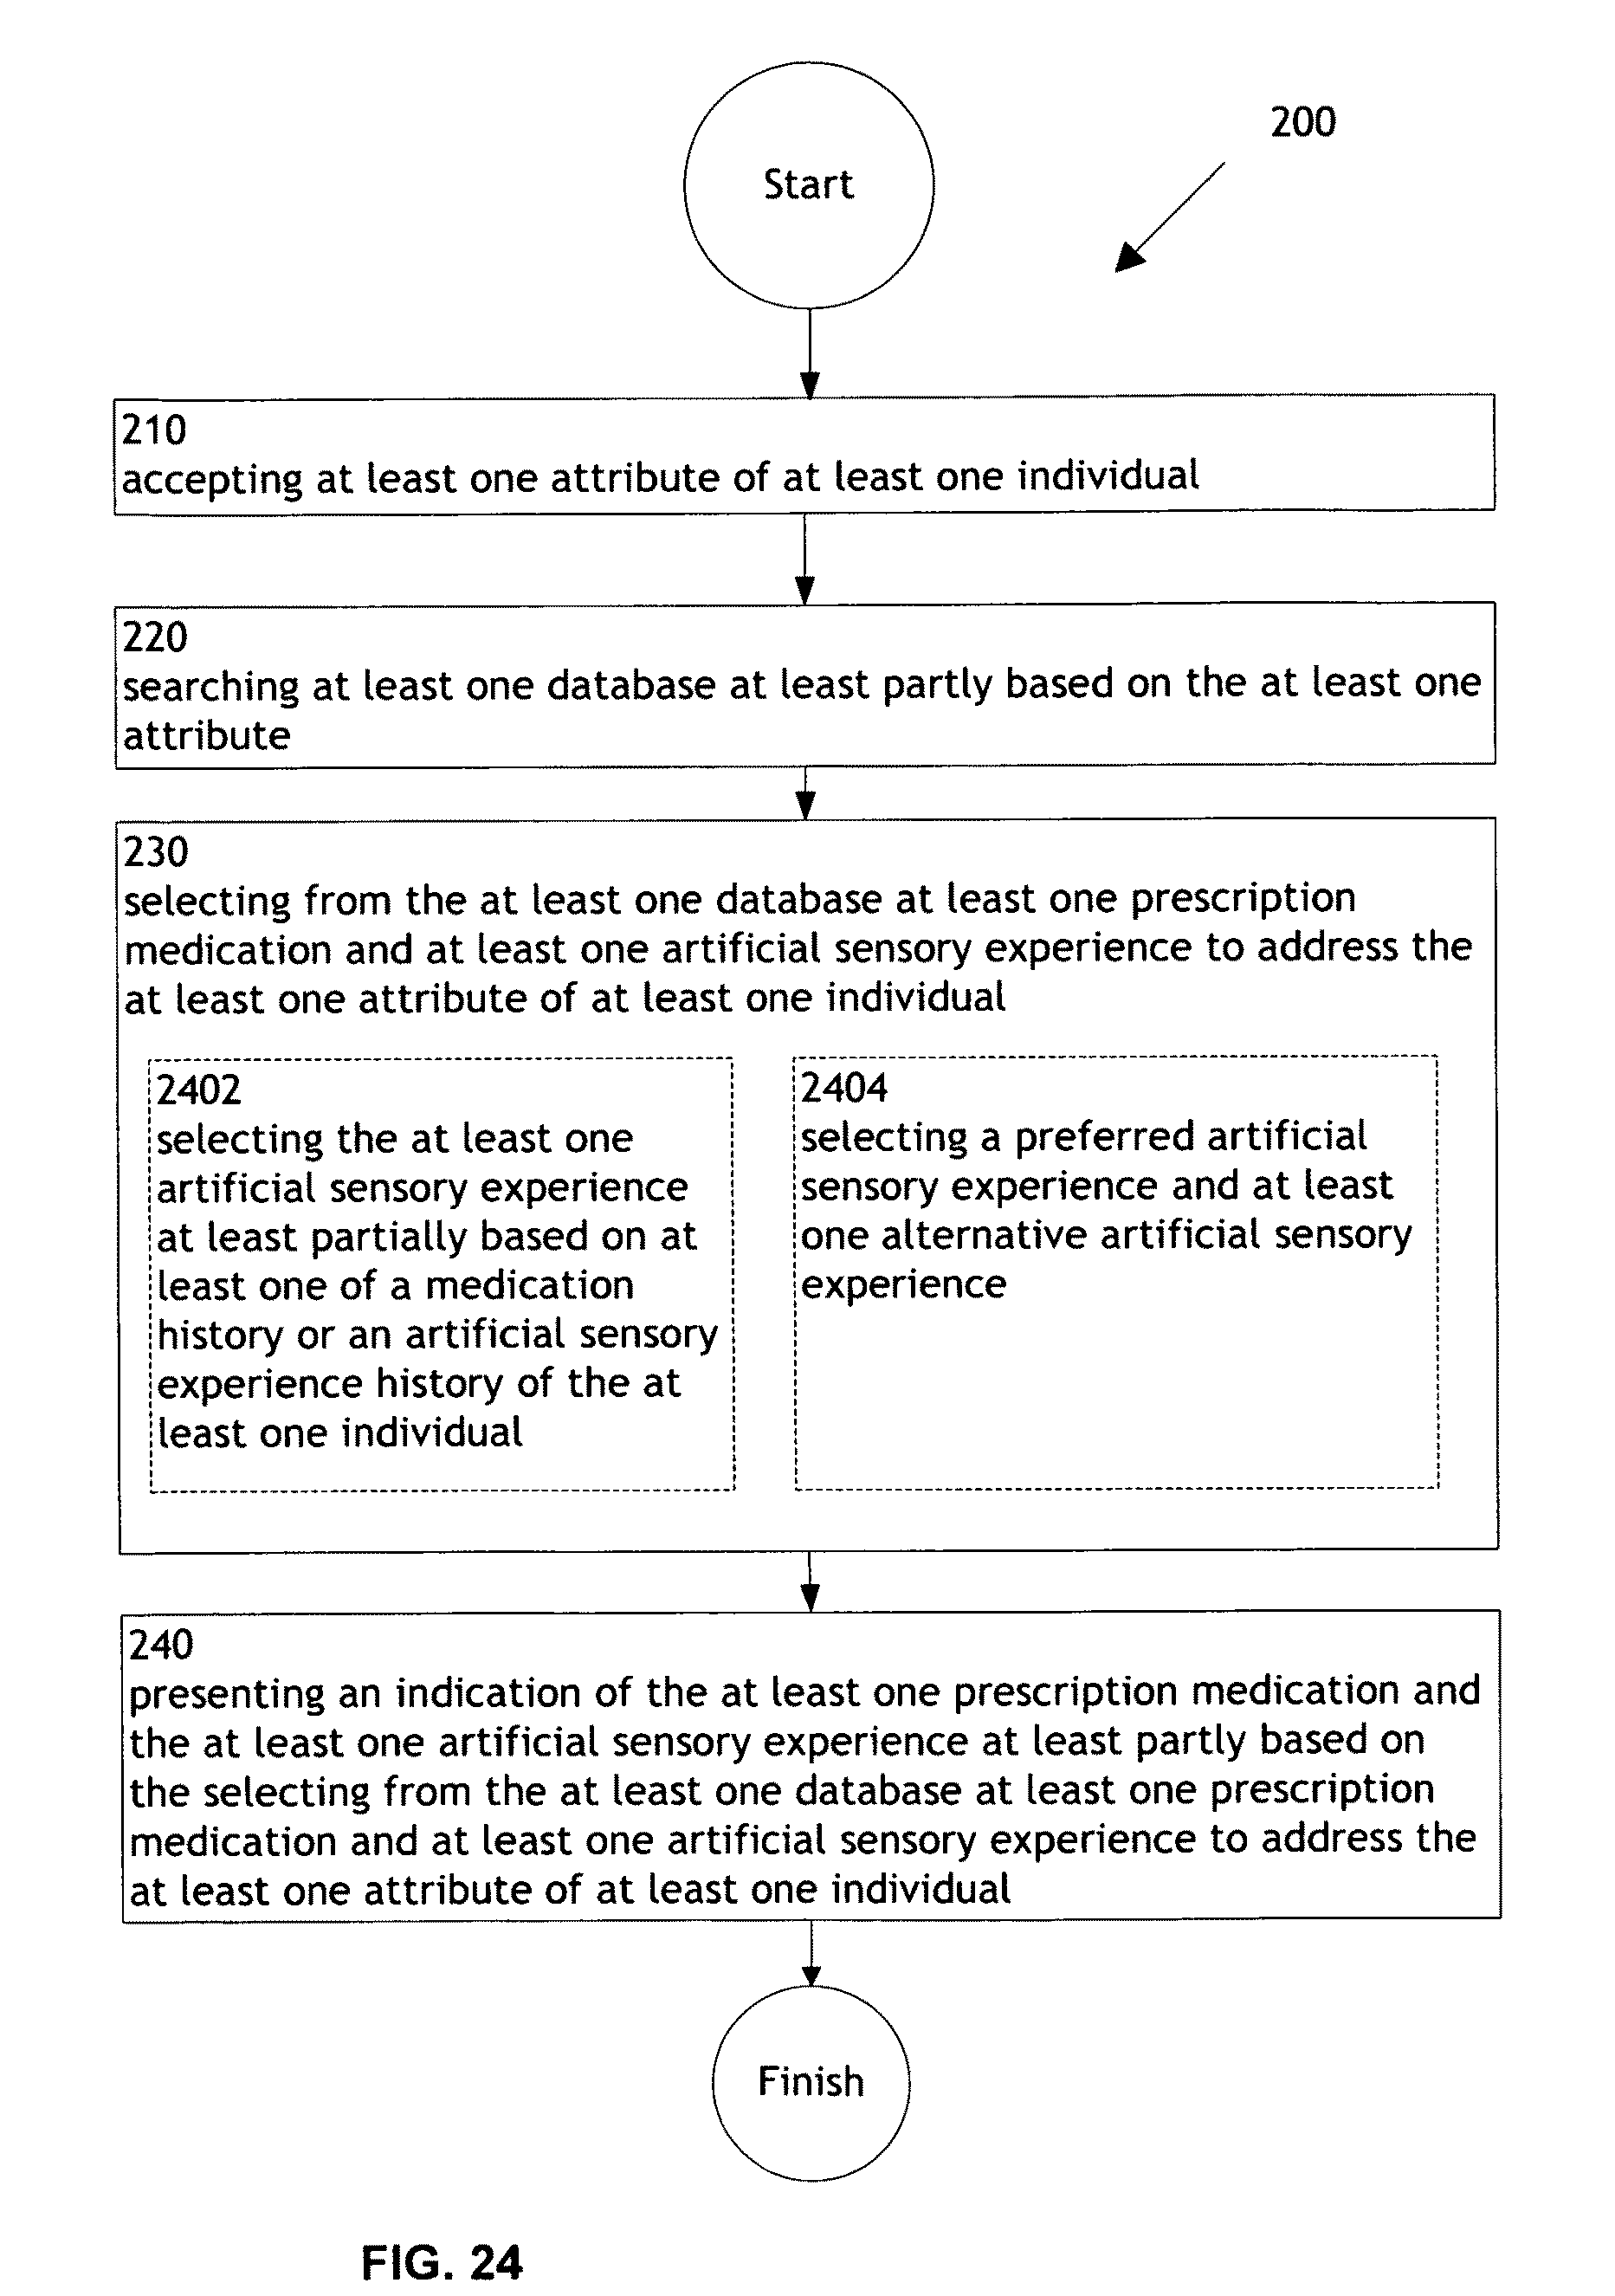 200
Start
210
accepting at least one attribute of at least one individual
220
searching at least one database at least partly based on the at least one
attribute
230
selecting from the at least one database at least one prescription
medication and at least one artificial sensory experience to address the
at least one attribute of at least one individual
2402
selecting the at least one
artificial sensory experience
at least partially based on at
least one of a medication
history or an artificial sensory
experience history of the at
least one individual
2404
selecting a preferred artificial
sensory experience and at least
one alternative artificial sensory
experience
240
presenting an indication of the at least one prescription medication and
the at least one artificial sensory experience at least partly based on
the selecting from the at least one database at least one prescription
medication and at least one artificial sensory experience to address the
at least one attribute of at least one individual
Finish
FIG. 24